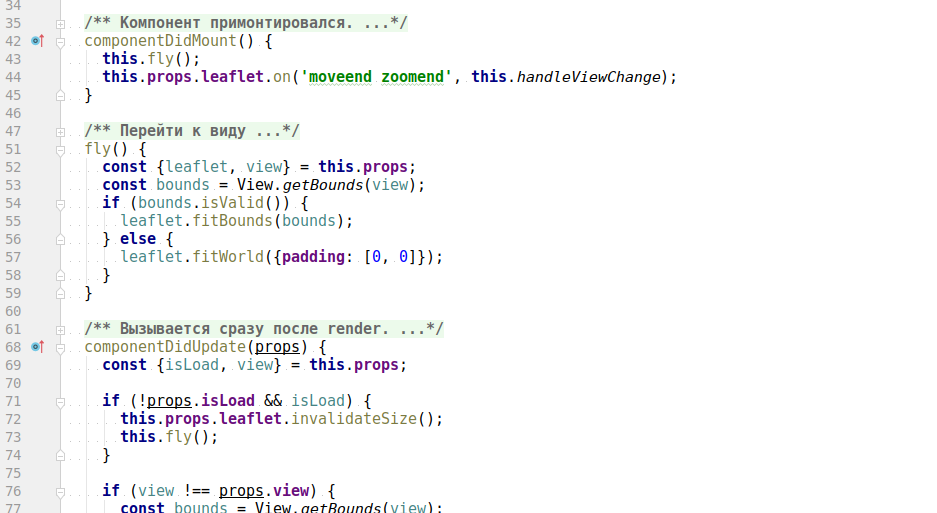 34
35 /** Компонент примонтировался. ...*/
42 componentDidMount() {
43 this.fly();
44 this.props.leaflet.on('moveend zoomend', this.handleViewChange);
45 }
46
47 /** Перейти к виду ...*/
51 fly() {
52 const {leaflet, view} = this.props;
53 const bounds = View.getBounds(view);
54 if (bounds.isValid()) {
55 leaflet.fitBounds(bounds);
56 } else {
57 leaflet.fitWorld({padding: [0, 0]});
58 }
59 }
60
61 /** Вызывается сразу после render. ...*/
68 componentDidUpdate(props) {
69 const {isLoad, view} = this.props;
70
71 if (!props.isLoad && isLoad) {
72 this.props.leaflet.invalidateSize();
73 this.fly();
74 }
75
76 if (view !== props.view) {
77 const bounds = View.getBounds(view);